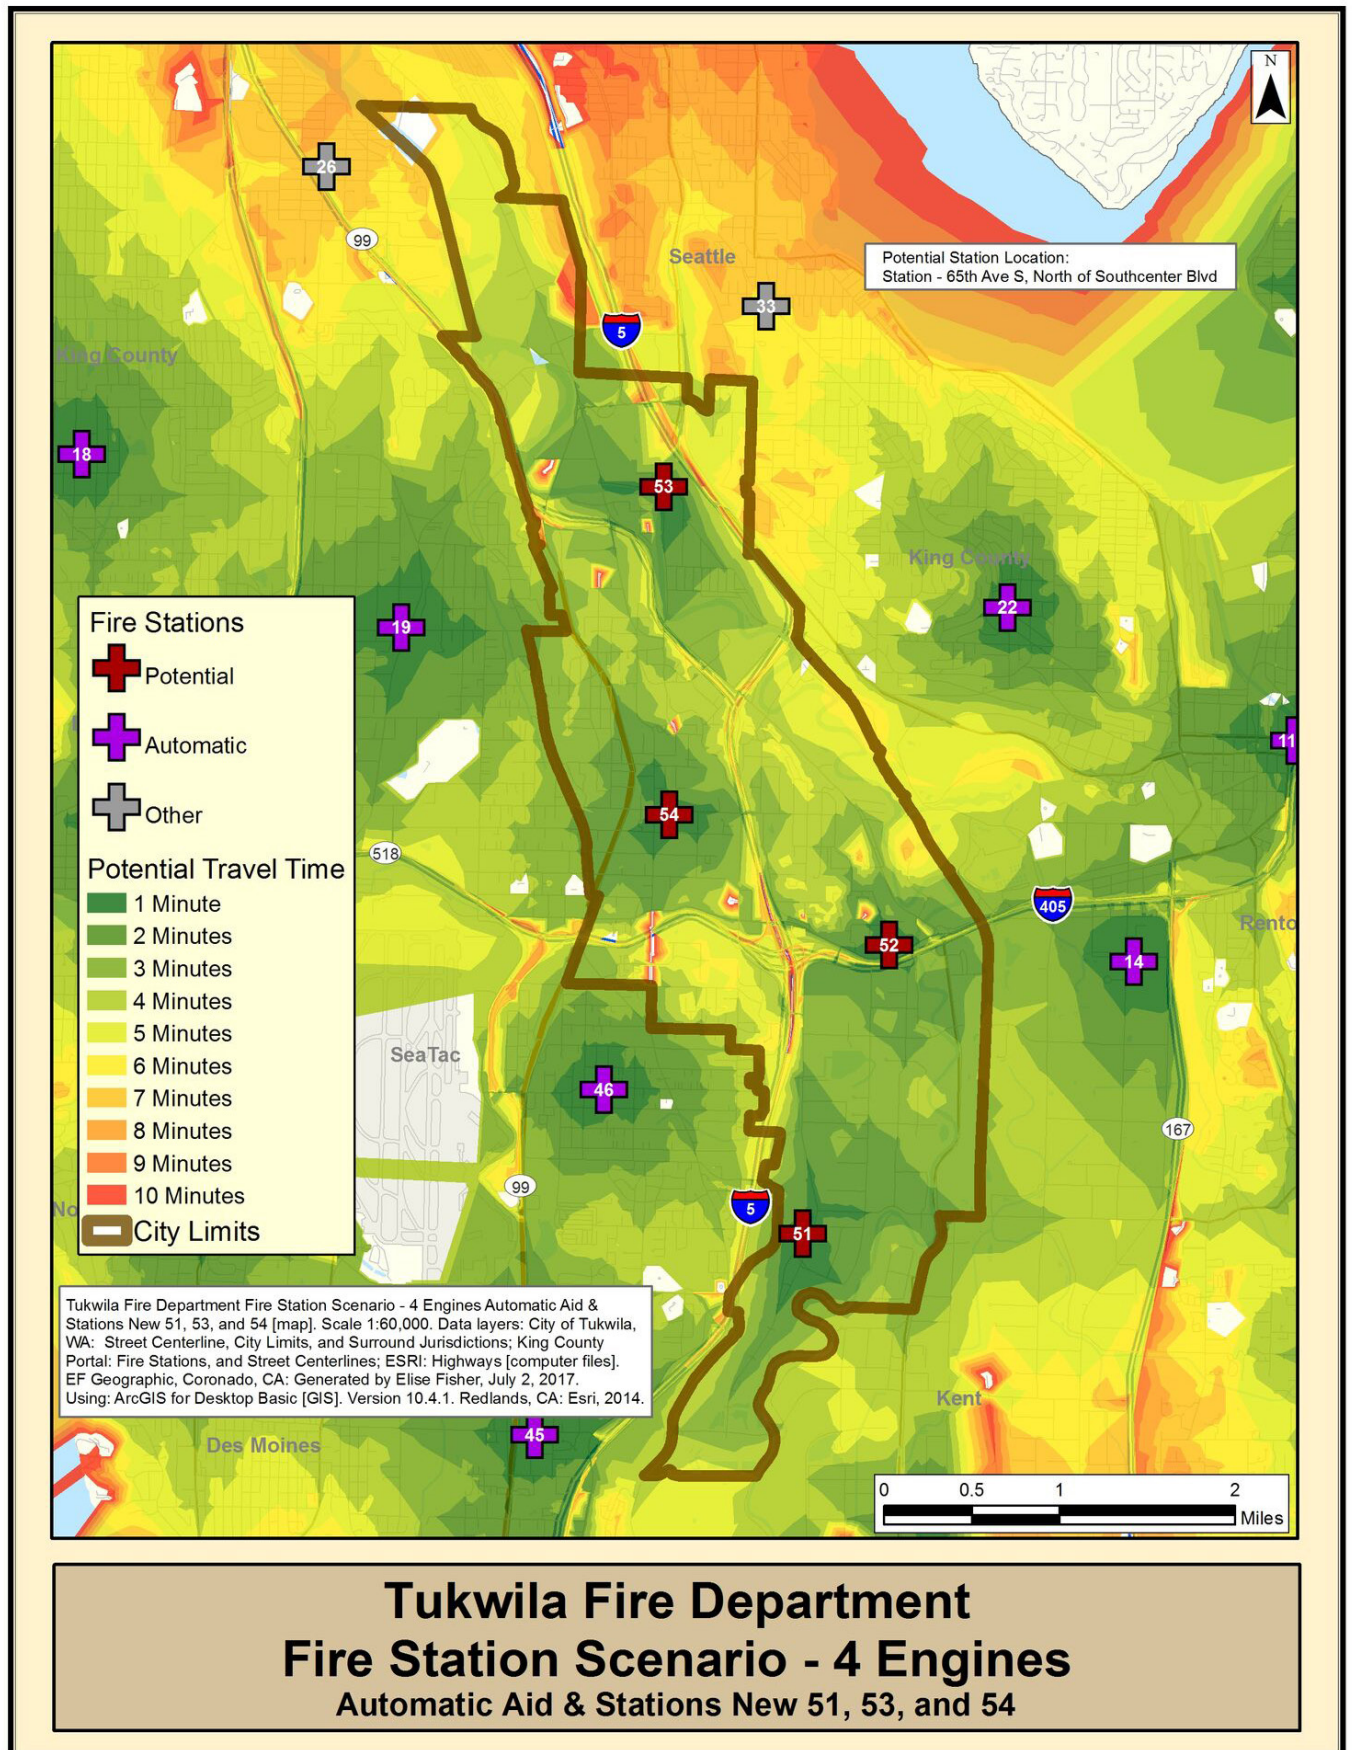 N
26
99
Seattle
Potential Station Location:
Station - 65th Ave S, North of Southcenter Blvd
33
5
King County
18
53
King County
22
19
Fire Stations
Potential
Automatic
Other
11
54
518
Potential Travel Time
1 Minute
2 Minutes
3 Minutes
4 Minutes
5 Minutes
6 Minutes
7 Minutes
8 Minutes
9 Minutes
10 Minutes
City Limits
405
Rento
52
14
SeaTac
46
167
99
No
5
51
Tukwila Fire Department Fire Station Scenario - 4 Engines Automatic Aid &
Stations New 51, 53, and 54 [map]. Scale 1:60,000. Data layers: City of Tukwila,
WA: Street Centerline, City Limits, and Surround Jurisdictions; King County
Portal: Fire Stations, and Street Centerlines; ESRI: Highways [computer files].
EF Geographic, Coronado, CA: Generated by Elise Fisher, July 2, 2017.
Using: ArcGIS for Desktop Basic [GIS]. Version 10.4.1. Redlands, CA: Esri, 2014.
Kent
45
Des Moines
0 0.5 1 2
Miles
Tukwila Fire Department
Fire Station Scenario - 4 Engines
Automatic Aid & Stations New 51, 53, and 54